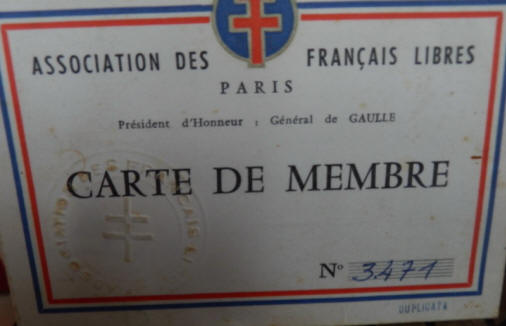 ASSOCIATION DES FRANÇAIS LIBRES
PARIS
Président d'Honneur : Général de GAULLE
CARTE DE MEMBRE
N° 3471
DUPLICATA